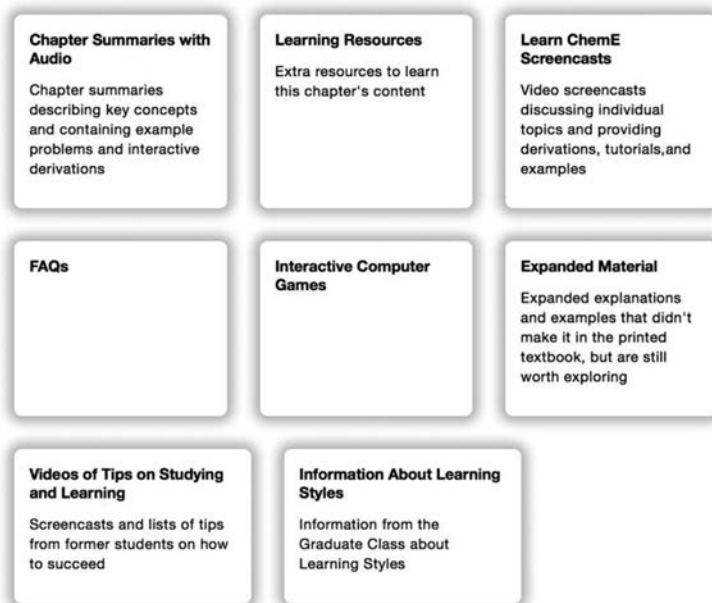 Chapter Summaries with
Audio
Chapter summaries
describing key concepts
and containing example
problems and interactive
derivations
Learning Resources
Extra resources to learn
this chapter's content
Learn ChemE
Screencasts
Video screencasts
discussing individual
topics and providing
derivations, tutorials,and
examples
FAQs
Interactive Computer
Games
Expanded Material
Expanded explanations
and examples that didn't
make it in the printed
textbook, but are still
worth exploring
Videos of Tips on Studying
and Learning
Screencasts and lists of tips
from former students on how
to succeed
Information About Learning
Styles
Information from the
Graduate Class about
Learning Styles